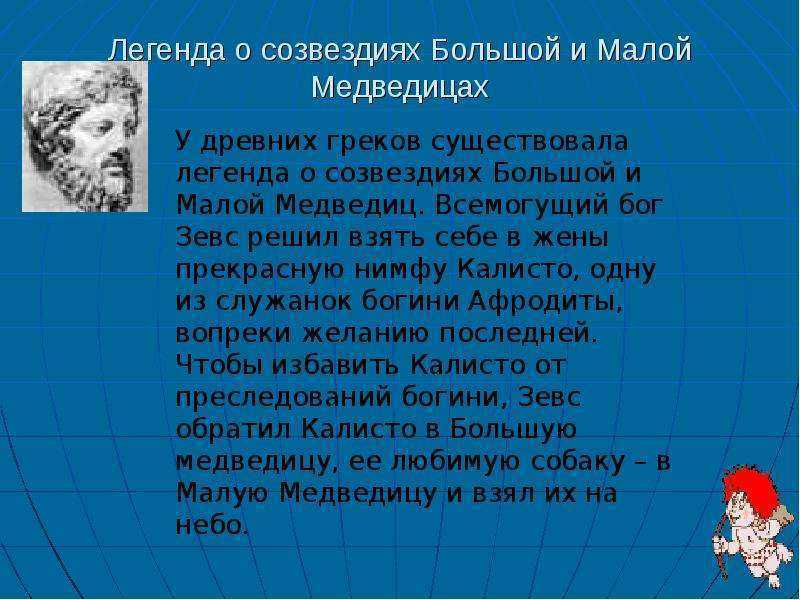 Легенда о созвездиях Большой и Малой
Медведицах
У древних греков существовала
легенда о созвездиях Большой и
Малой Медведиц. Всемогущий бог
Зевс решил взять себе в жены
прекрасную нимфу Калисто, одну
из служанок богини Афродиты,
вопреки желанию последней.
Чтобы избавить Калисто от
преследований богини, Зевс
обратил Калисто в Большую
медведицу, ее любимую собаку – в
Малую Медведицу и взял их на
небо.